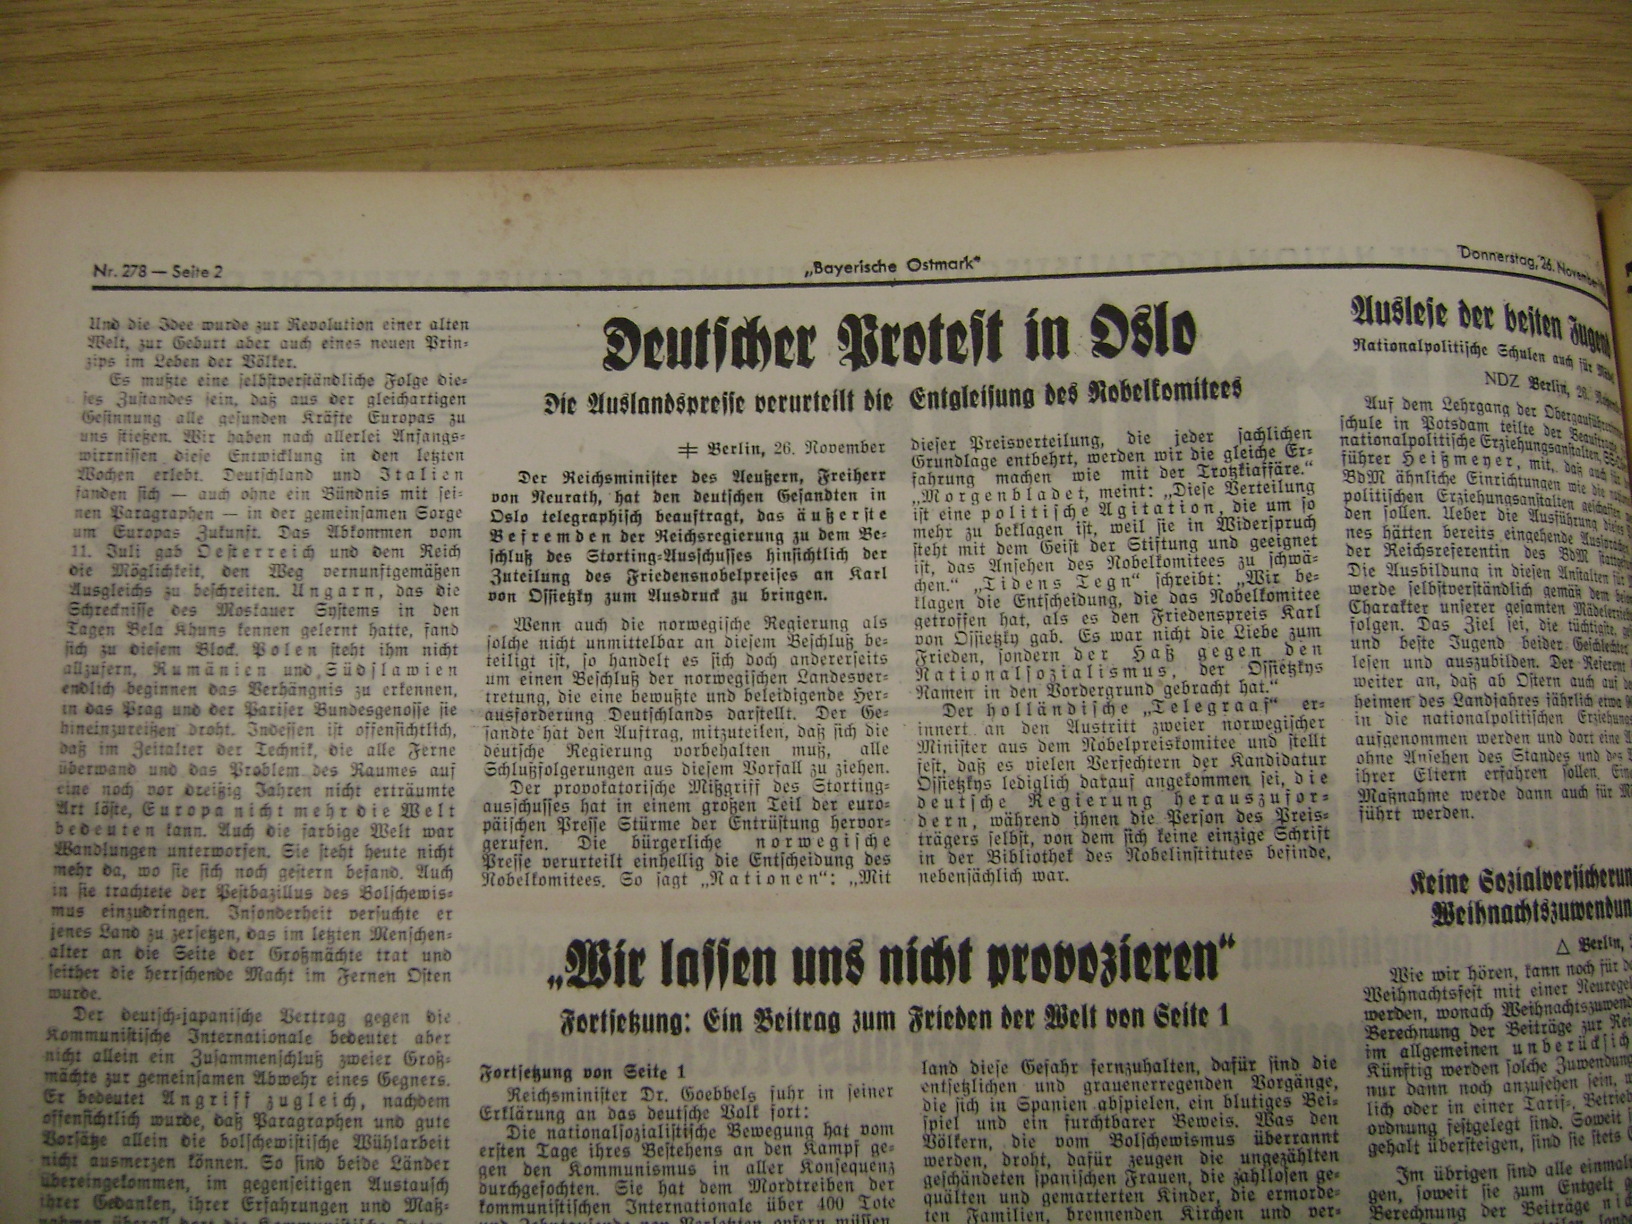 Nr. 278 — Seite 2
„Bayerische Ostmark“
Donnerstag, 26. November
Und die Idee wurde zur Revolution einer alten
Welt, zur Geburt aber auch eines neuen Prin-
zips im Leben der Völker.
Es mußte eine selbstverständliche Folge die-
ses Zustandes sein, daß aus der gleichartigen
Gesinnung alle gesunden Kräfte Europas zu
uns stießen. Wir haben nach allerlei Anfangs-
wirrnissen diese Entwicklung in den letzten
Wochen erlebt. Deutschland und Italien
fanden sich — auch ohne ein Bündnis mit sei-
nen Paragraphen — in der gemeinsamen Sorge
um Europas Zukunft. Das Abkommen vom
11. Juli gab Oesterreich und dem Reich
die Möglichkeit, den Weg vernunftgemäßen
Ausgleichs zu beschreiten. Ungarn, das die
Schrecknisse des Moskauer Systems in den
Tagen Bela Khuns kennen gelernt hatte, fand
sich zu diesem Block. Polen steht ihm nicht
allzufern, Rumänien und Südslawien
endlich beginnen das Verhängnis zu erkennen,
in das Prag und der Pariser Bundesgenosse sie
hineinzureißen droht. Indessen ist offensichtlich,
daß im Zeitalter der Technik, die alle Ferne
überwand und das Problem des Raumes auf
eine noch vor dreißig Jahren nicht erträumte
Art löste, Europa nicht mehr die Welt
bedeuten kann. Auch die farbige Welt war
Wandlungen unterworfen. Sie steht heute nicht
mehr da, wo sie sich noch gestern befand. Auch
in sie trachtete der Pestbazillus des Bolschewis-
mus einzudringen. Insonderheit versuchte er
jenes Land zu zersetzen, das im letzten Menschen-
alter an die Seite der Großmächte trat und
seither die herrschende Macht im Fernen Osten
wurde.
Der deutsch-japanische Vertrag gegen die
Kommunistische Internationale bedeutet aber
nicht allein ein Zusammenschluß zweier Groß-
mächte zur gemeinsamen Abwehr eines Gegners.
Er bedeutet Angriff zugleich, nachdem
offensichtlich wurde, daß Paragraphen und gute
Vorsätze allein die bolschewistische Wühlarbeit
nicht ausmerzen können. So sind beide Länder
übereingekommen, im gegenseitigen Austausch
ihrer Gedanken, ihrer Erfahrungen und Maß-
nahmen überall dort die Kommunistische Inter-
Deutscher Protest in Oslo
Die Auslandspresse verurteilt die Entgleisung des Nobelkomitees
Berlin, 26. November
Der Reichsminister des Aeußern, Freiherr
von Neurath, hat den deutschen Gesandten in
Oslo telegraphisch beauftragt, das äußerste
Befremden der Reichsregierung zu dem Be-
schluß des Storting-Ausschusses hinsichtlich der
Zuteilung des Friedensnobelpreises an Karl
von Ossietzky zum Ausdruck zu bringen.
Wenn auch die norwegische Regierung als
solche nicht unmittelbar an diesem Beschluß be-
teiligt ist, so handelt es sich doch andererseits
um einen Beschluß der norwegischen Landesver-
tretung, die eine bewußte und beleidigende Her-
ausforderung Deutschlands darstellt. Der Ge-
sandte hat den Auftrag, mitzuteilen, daß sich die
deutsche Regierung vorbehalten muß, alle
Schlußfolgerungen aus diesem Vorfall zu ziehen.
Der provokatorische Mißgriff des Storting-
ausschusses hat in einem großen Teil der euro-
päischen Presse Stürme der Entrüstung hervor-
gerufen. Die bürgerliche norwegische
Presse verurteilt einhellig die Entscheidung des
Nobelkomitees. So sagt „Nationen“: „Mit
dieser Preisverteilung, die jeder sachlichen
Grundlage entbehrt, werden wir die gleiche Er-
fahrung machen wie mit der Trotzkiaffäre.“
„Morgenbladet, meint: „Diese Verteilung
ist eine politische Agitation, die um so
mehr zu beklagen ist, weil sie in Widerspruch
steht mit dem Geist der Stiftung und geeignet
ist, das Ansehen des Nobelkomitees zu schwä-
chen.“ „Tidens Tegn“ schreibt: „Wir be-
klagen die Entscheidung, die das Nobelkomitee
getroffen hat, als es den Friedenspreis Karl
von Ossietzky gab. Es war nicht die Liebe zum
Frieden, sondern der Haß gegen den
Nationalsozialismus, der Ossietzkys
Namen in den Vordergrund gebracht hat.“
Der holländische „Telegraaf“ er-
innert an den Austritt zweier norwegischer
Minister aus dem Nobelpreiskomitee und stellt
fest, daß es vielen Verfechtern der Kandidatur
Ossietzkys lediglich darauf angekommen sei, die
deutsche Regierung herauszufor-
dern, während ihnen die Person des Preis-
trägers selbst, von dem sich keine einzige Schrift
in der Bibliothek des Nobelinstitutes befinde,
nebensächlich war.
„Wir lassen uns nicht provozieren“
Fortsetzung: Ein Beitrag zum Frieden der Welt von Seite 1
Fortsetzung von Seite 1
Reichsminister Dr. Goebbels fuhr in seiner
Erklärung an das deutsche Volk fort:
Die nationalsozialistische Bewegung hat vom
ersten Tage ihres Bestehens an den Kampf ge-
gen den Kommunismus in aller Konsequenz
durchgefochten. Sie hat dem Mordtreiben der
kommunistischen Internationale über 400 Tote
und Zehntausende von Verletzten opfern müssen
land diese Gefahr fernzuhalten, dafür sind die
entsetzlichen und grauenerregenden Vorgänge,
die sich in Spanien abspielen, ein blutiges Bei-
spiel und ein furchtbarer Beweis. Was den
Völkern, die vom Bolschewismus überrannt
werden, droht, dafür zeugen die ungezählten
geschändeten spanischen Frauen, die zahllosen ge-
quälten und gemarterten Kinder, die ermorde-
ten Familien, brennenden Kirchen und ver-
Auslese der besten Jugend
Nationalpolitische Schulen auch für
NDZ Berlin, 26.
Auf dem Lehrgang der
schule in Potsdam teilte der
nationalpolitische Erziehungsanstalten,
führer Heißmeyer, mit, daß auch für
BdM ähnliche Einrichtungen wie die
politischen Erziehungsanstalten geschaffen
den sollen. Ueber die Ausführung dieses
nes hätten bereits eingehende
der Reichsreferentin des BdM
Die Ausbildung in diesen Anstalten für
werde selbstverständlich gemäß dem
Charakter unserer gesamten
folgen. Das Ziel sei, die tüchtigste,
und beste Jugend beider Geschlechter
lesen und auszubilden. Der Referent
weiter an, daß ab Ostern auch aus
heimen des Landjahres jährlich etwa
in die nationalpolitischen
aufgenommen werden und dort eine
ohne Ansehen des Standes und des
ihrer Eltern erfahren sollen. Eine
Maßnahme werde dann auch für
führt werden.
Keine
Berlin,
Wie wir hören, kann noch für
Weihnachtsfest mit einer
werden, wonach
Berechnung der Beiträge zur
im allgemeinen
Künftig werden solche
nur dann noch anzusehen sein,
lich oder in einer Tarif-,
ordnung festgelegt sind. Soweit
gehalt übersteigen, sind sie stets
Im übrigen sind alle
gen, soweit sie zum Entgelt
Berechnung der Beiträge